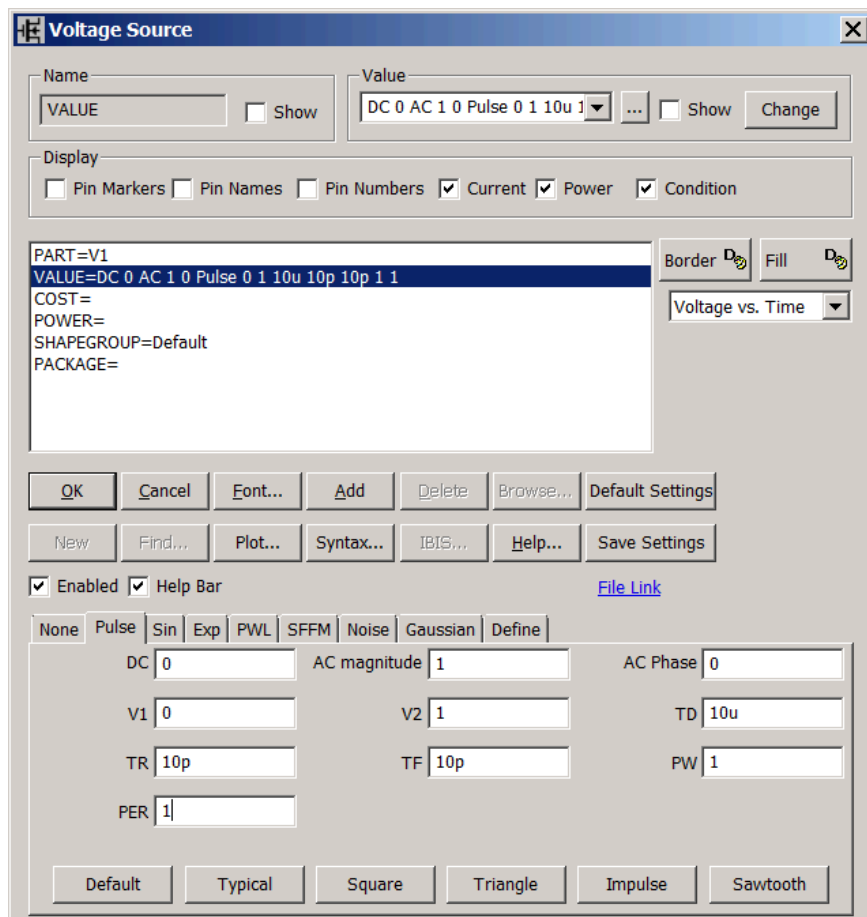 Voltage Source
Name
Value
VALUE
Show
DC 0 AC 1 0 Pulse 0 1 10u 1
...
Show
Change
Display
Pin Markers
Pin Names
Pin Numbers
Current
Power
Condition
PART=V1
VALUE=DC 0 AC 1 0 Pulse 0 1 10u 10p 10p 1 1
COST=
POWER=
SHAPEGROUP=Default
PACKAGE=
Border
Fill
Voltage vs. Time
OK
Cancel
Font...
Add
Delete
Browse...
Default Settings
New
Find...
Plot...
Syntax...
IBIS...
Help...
Save Settings
Enabled
Help Bar
File Link
None
Pulse
Sin
Exp
PWL
SFFM
Noise
Gaussian
Define
DC 0
AC magnitude 1
AC Phase 0
V1 0
V2 1
TD 10u
TR 10p
TF 10p
PW 1
PER 1
Default
Typical
Square
Triangle
Impulse
Sawtooth